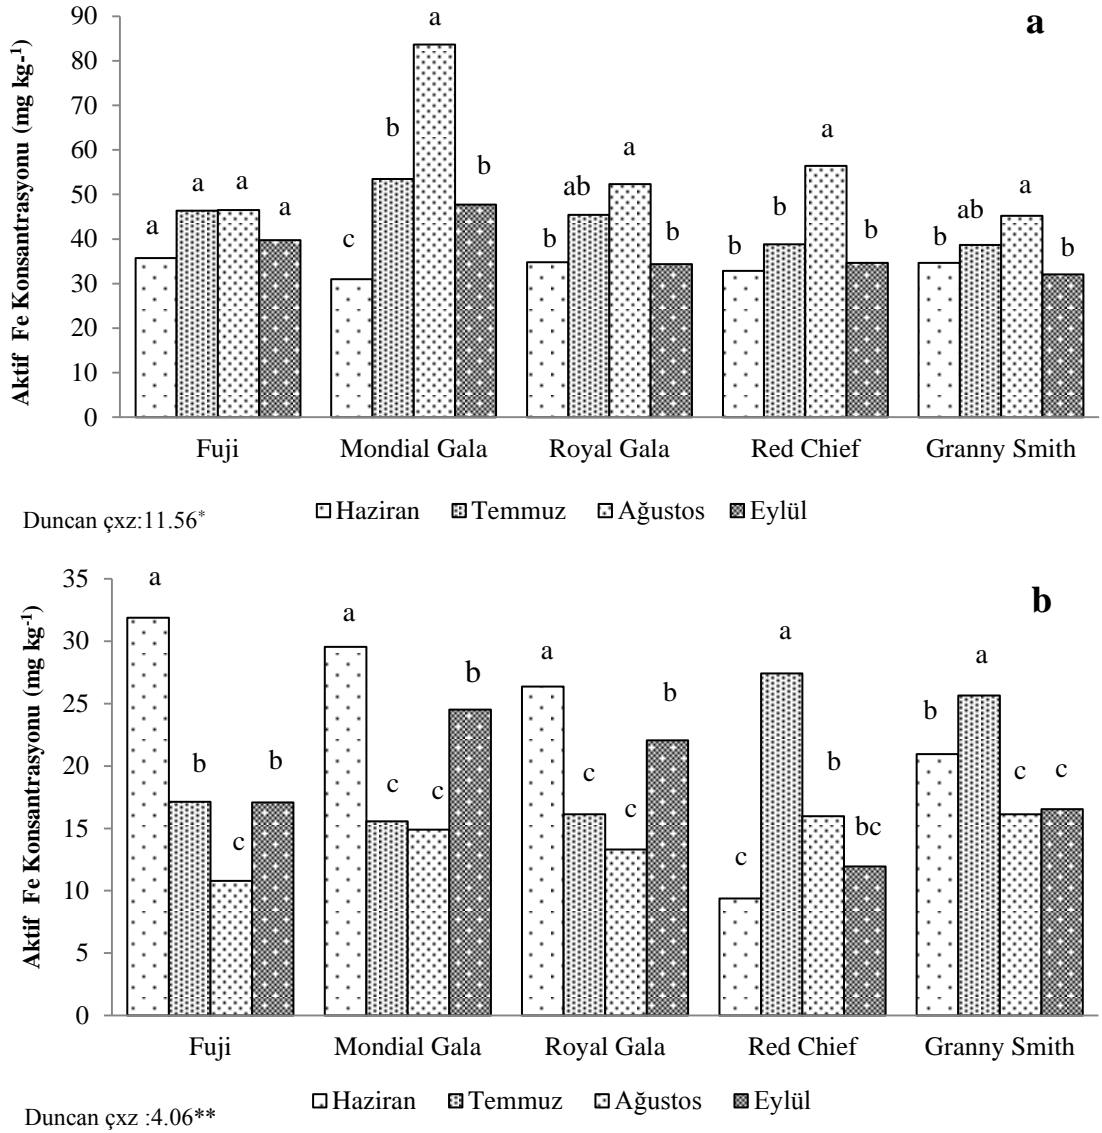 a
Aktif Fe Konsantrasyonu (mg kg-1)
90
80
70
60
50
40
30
20
10
0
a a a a
c b a b
b ab a b
b b a b
b ab a b
Fuji Mondial Gala Royal Gala Red Chief Granny Smith
Haziran Temmuz Ağustos Eylül
Duncan çxz:11.56*
b
Aktif Fe Konsantrasyonu (mg kg-1)
35
30
25
20
15
10
5
0
a b c b
a c c b
a c c b
c a b bc
b a c c
Fuji Mondial Gala Royal Gala Red Chief Granny Smith
Haziran Temmuz Ağustos Eylül
Duncan çxz :4.06**